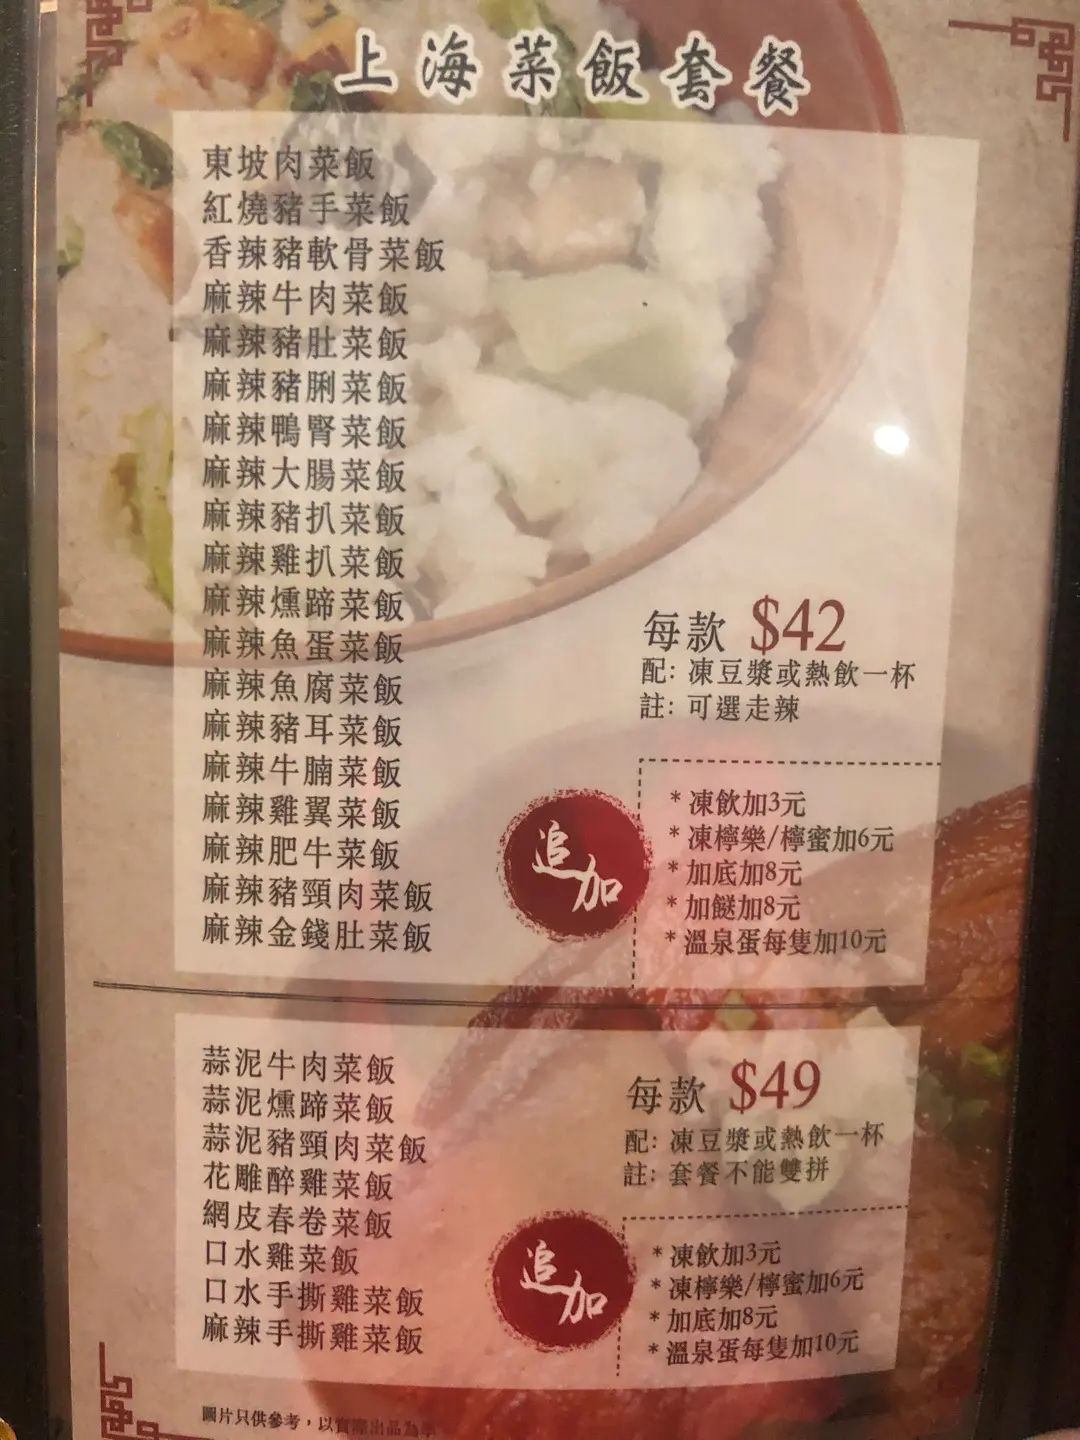 上海菜飯套餐
東坡肉菜飯
紅燒豬手菜飯
香辣豬軟骨菜飯
麻辣牛肉菜飯
麻辣豬肚菜飯
麻辣豬脷菜飯
麻辣鴨腎菜飯
麻辣大腸菜飯
麻辣豬扒菜飯
麻辣雞扒菜飯
麻辣燻蹄菜飯
麻辣魚蛋菜飯
麻辣魚腐菜飯
麻辣豬耳菜飯
麻辣牛腩菜飯
麻辣雞翼菜飯
麻辣肥牛菜飯
麻辣豬頸肉菜飯
麻辣金錢肚菜飯
每款 $42
配: 凍豆漿或熱飲一杯
註: 可選走辣
追加
*凍飲加3元
*凍檸樂/檸蜜加6元
*加底加8元
*加餸加8元
*溫泉蛋每隻加10元
蒜泥牛肉菜飯
蒜泥燻蹄菜飯
蒜泥豬頸肉菜飯
花雕醉雞菜飯
網皮春卷菜飯
口水雞菜飯
口水手撕雞菜飯
麻辣手撕雞菜飯
每款 $49
配: 凍豆漿或熱飲一杯
註: 套餐不能雙拼
追加
*凍飲加3元
*凍檸樂/檸蜜加6元
*加底加8元
*溫泉蛋每隻加10元
圖片只供參考，以實際出品為準